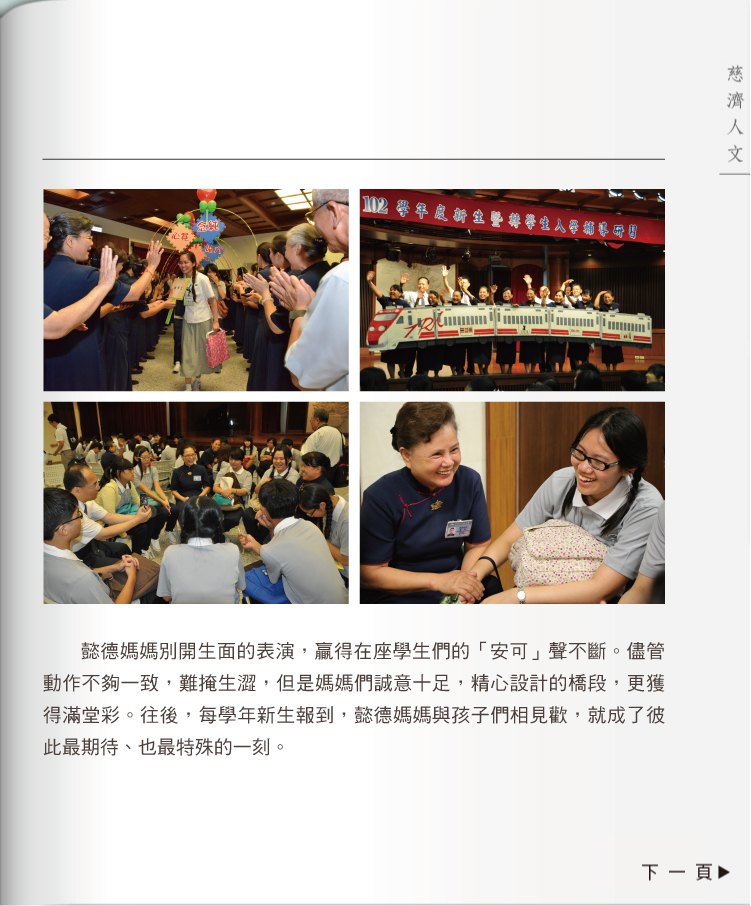 慈濟人文
102 學年度新生暨轉學生入學輔導研習
懿德媽媽別開生面的表演，贏得在座學生們的「安可」聲不斷。儘管
動作不夠一致，難掩生澀，但是媽媽們誠意十足，精心設計的橋段，更獲
得滿堂彩。往後，每學年新生報到，懿德媽媽與孩子們相見歡，就成了彼
此最期待、也最特殊的一刻。
下一頁▶